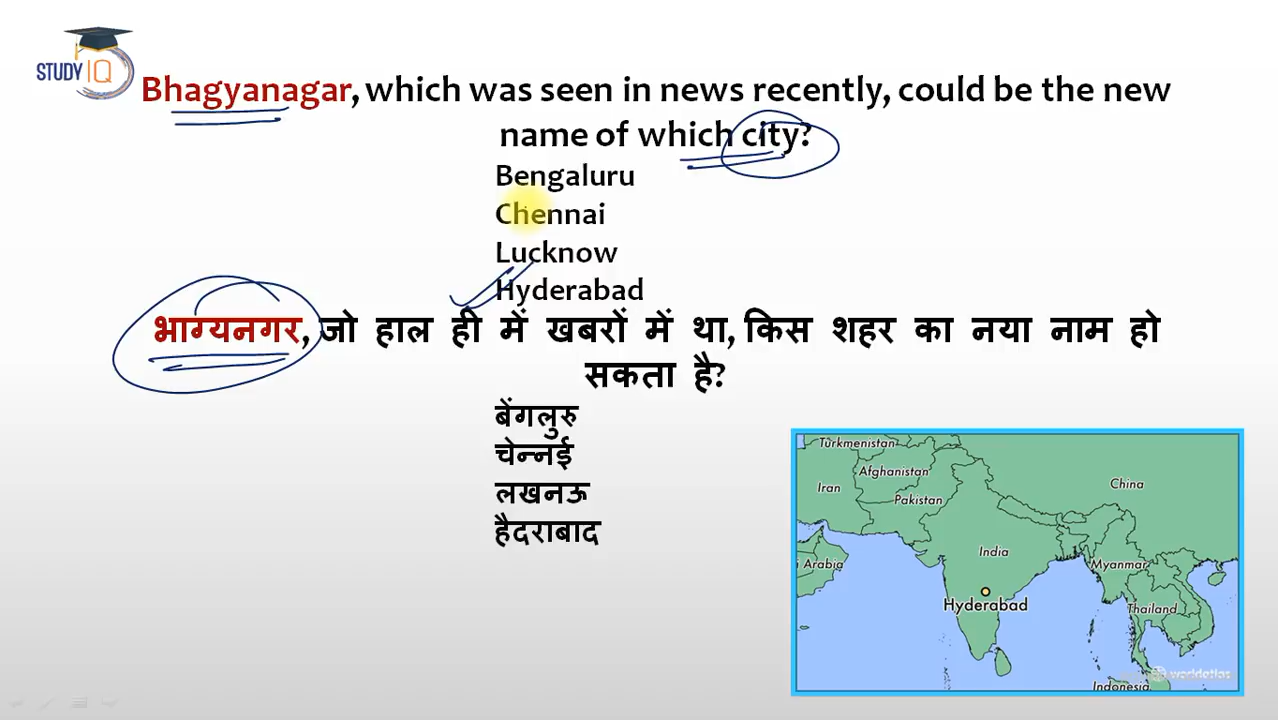 STUDY IQ
Bhagyanagar, which was seen in news recently, could be the new
name of which city?
Bengaluru
Chennai
Lucknow
Hyderabad
भाग्यनगर, जो हाल ही में खबरों में था, किस शहर का नया नाम हो
सकता है?
बेंगलुरु
चेन्नई
लखनऊ
हैदराबाद
Turkmenistan
Afghanistan
Iran
Pakistan
China
India
i Arabia
Myanmar
Hyderabad
Thailand
worldatlas
Indonesia